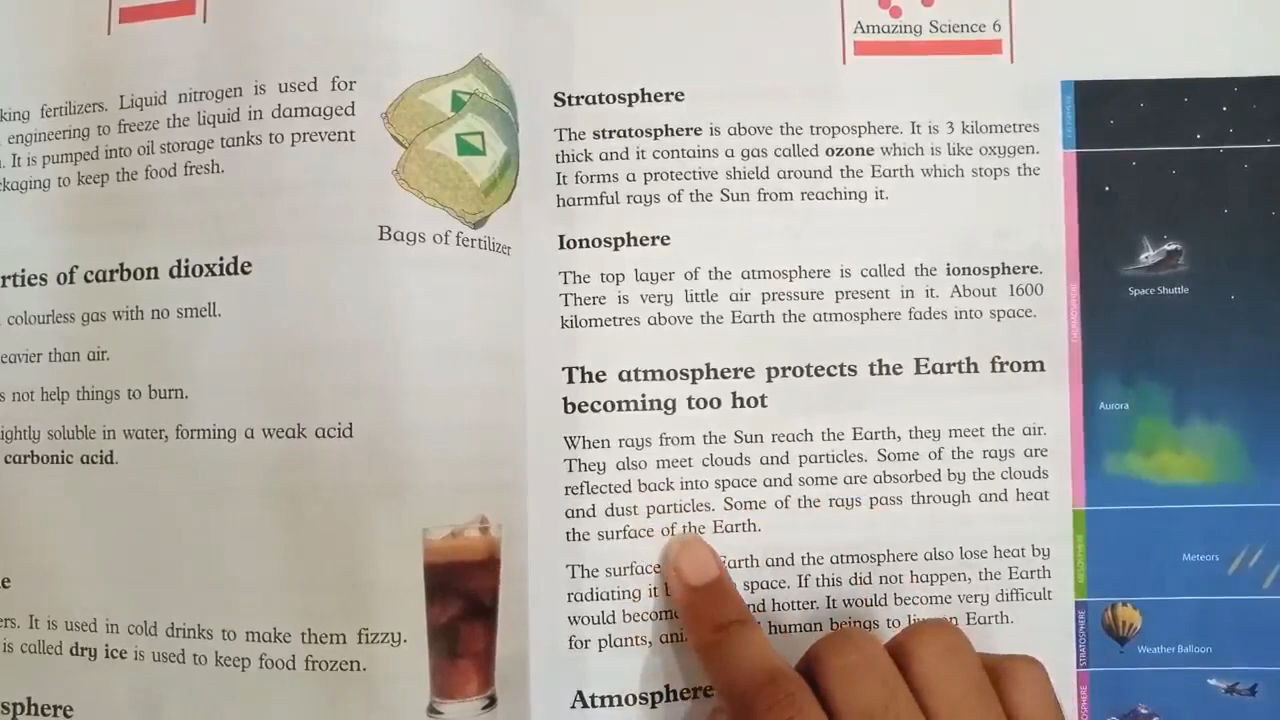 king fertilizers. Liquid nitrogen is used for
engineering to freeze the liquid in damaged
It is pumped into oil storage tanks to prevent
kaging to keep the food fresh.
Bags of fertilizer
rties of carbon dioxide
colourless gas with no smell.
eavier than air.
s not help things to burn.
ightly soluble in water, forming a weak acid
carbonic acid.
e
ers. It is used in cold drinks to make them fizzy.
is called dry ice is used to keep food frozen.
sphere
Amazing Science 6
Stratosphere
The stratosphere is above the troposphere. It is 3 kilometres
thick and it contains a gas called ozone which is like oxygen.
It forms a protective shield around the Earth which stops the
harmful rays of the Sun from reaching it.
Ionosphere
The top layer of the atmosphere is called the ionosphere.
There is very little air pressure present in it. About 1600
kilometres above the Earth the atmosphere fades into space.
The atmosphere protects the Earth from
becoming too hot
When rays from the Sun reach the Earth, they meet the air.
They also meet clouds and particles. Some of the rays are
reflected back into space and some are absorbed by the clouds
and dust particles. Some of the rays pass through and heat
the surface of the Earth.
The surface Earth and the atmosphere also lose heat by
radiating it space. If this did not happen, the Earth
would become and hotter. It would become very difficult
for plants, human beings to on Earth.
Atmosphere
THERMOSPHERE
Space Shuttle
Aurora
MESOSPHERE
Meteors
STRATOSPHERE
Weather Balloon